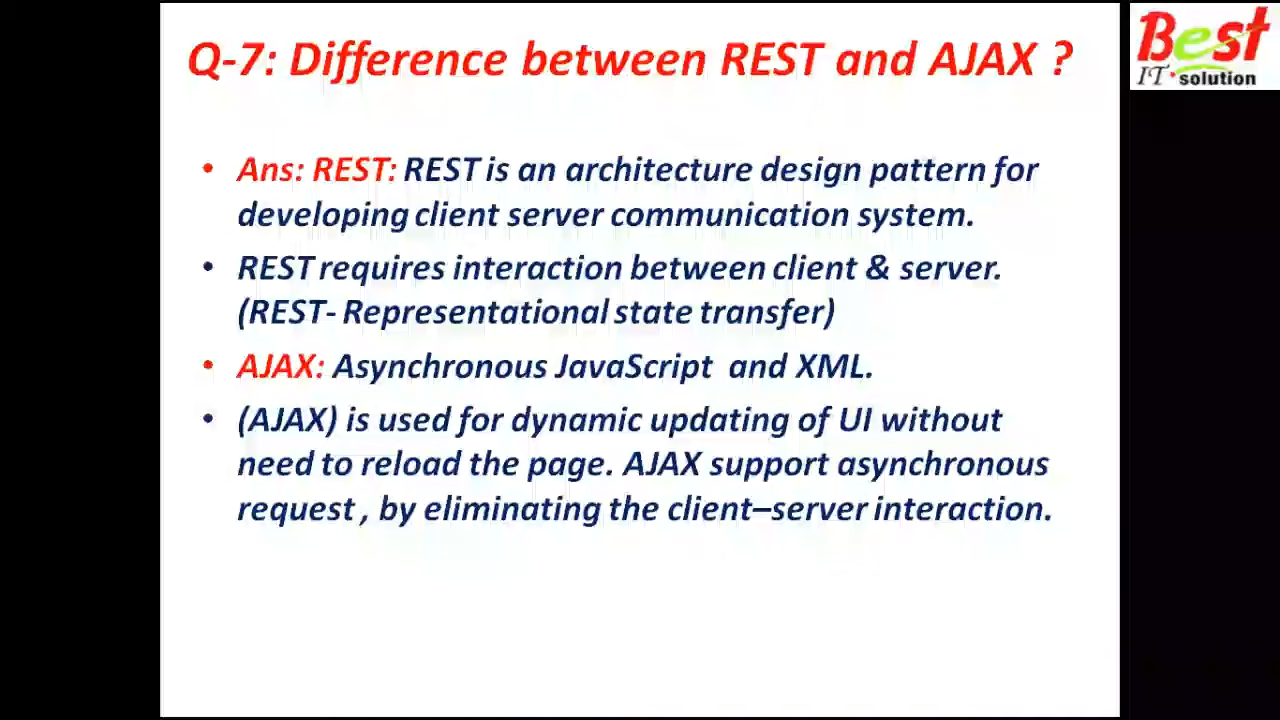 Q-7: Difference between REST and AJAX ?
Best
IT solution
• Ans: REST: REST is an architecture design pattern for
developing client server communication system.
• REST requires interaction between client & server.
(REST- Representational state transfer)
• AJAX: Asynchronous JavaScript and XML.
• (AJAX) is used for dynamic updating of UI without
need to reload the page. AJAX support asynchronous
request , by eliminating the client–server interaction.